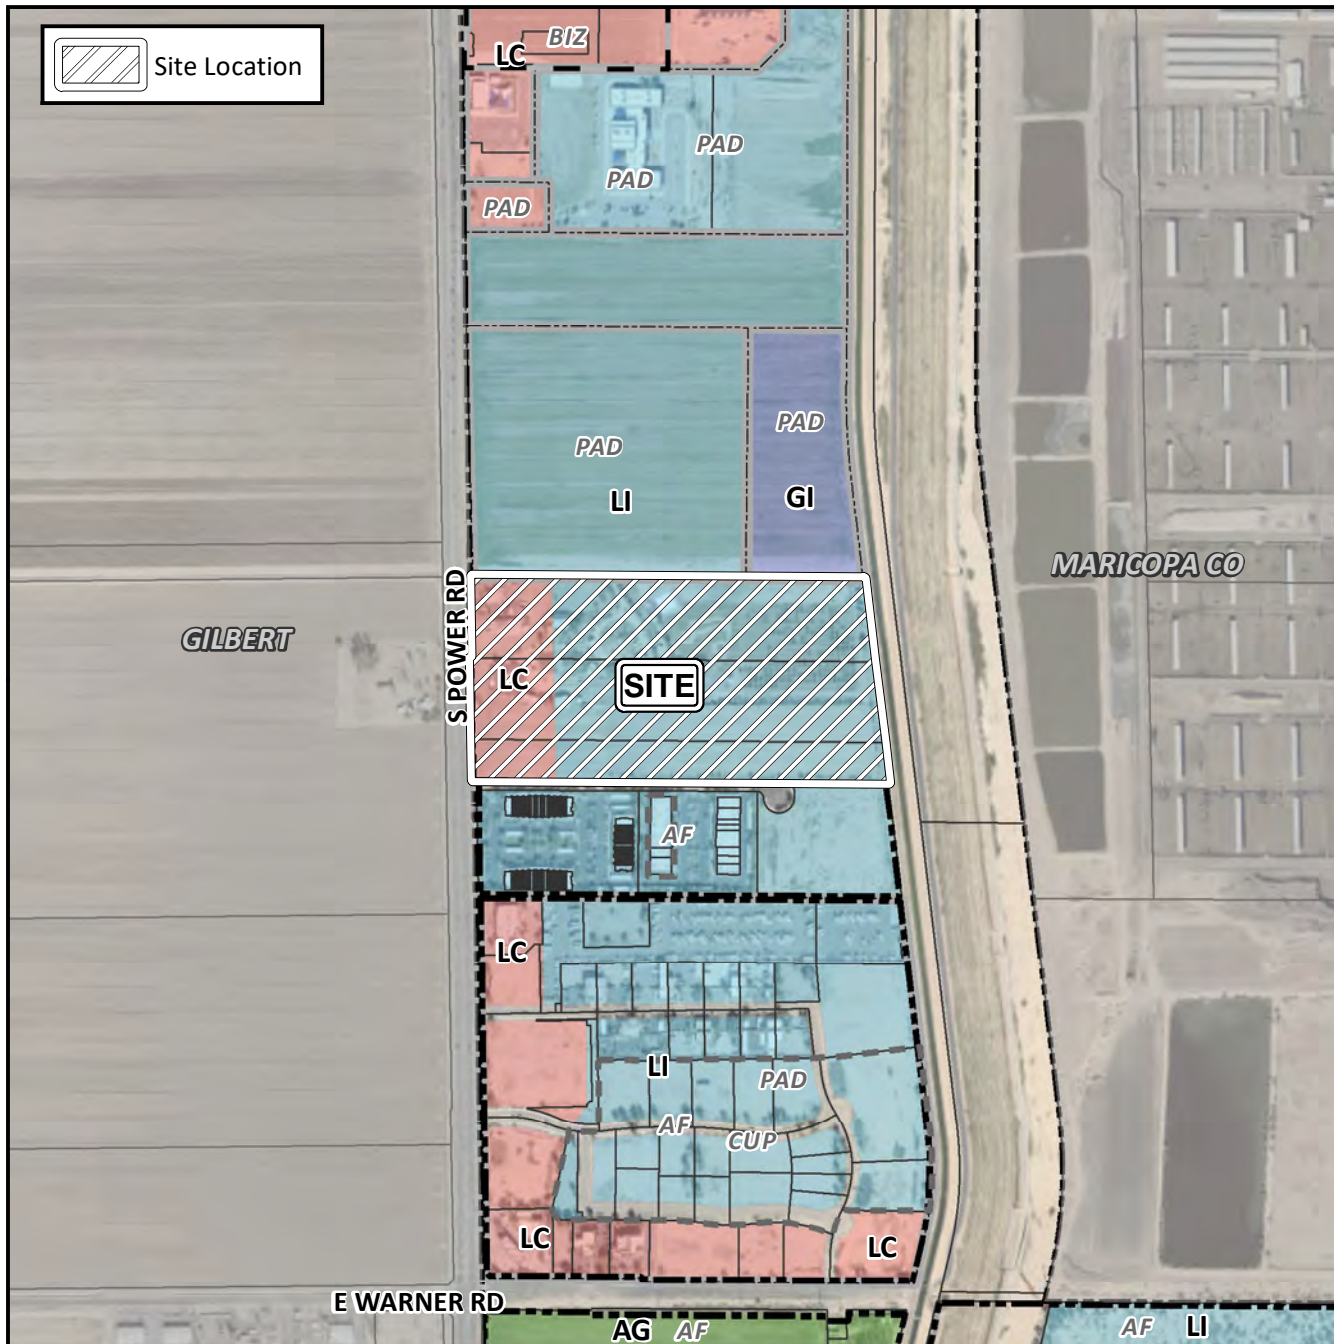 Site Location
BIZ
LC
PAD
PAD
PAD
PAD
PAD
LI
GI
MARICOPA CO
S POWER RD
GILBERT
LC
SITE
AF
LC
LI
PAD
AF
CUP
LC
LC
E WARNER RD
AG AF
AF LI